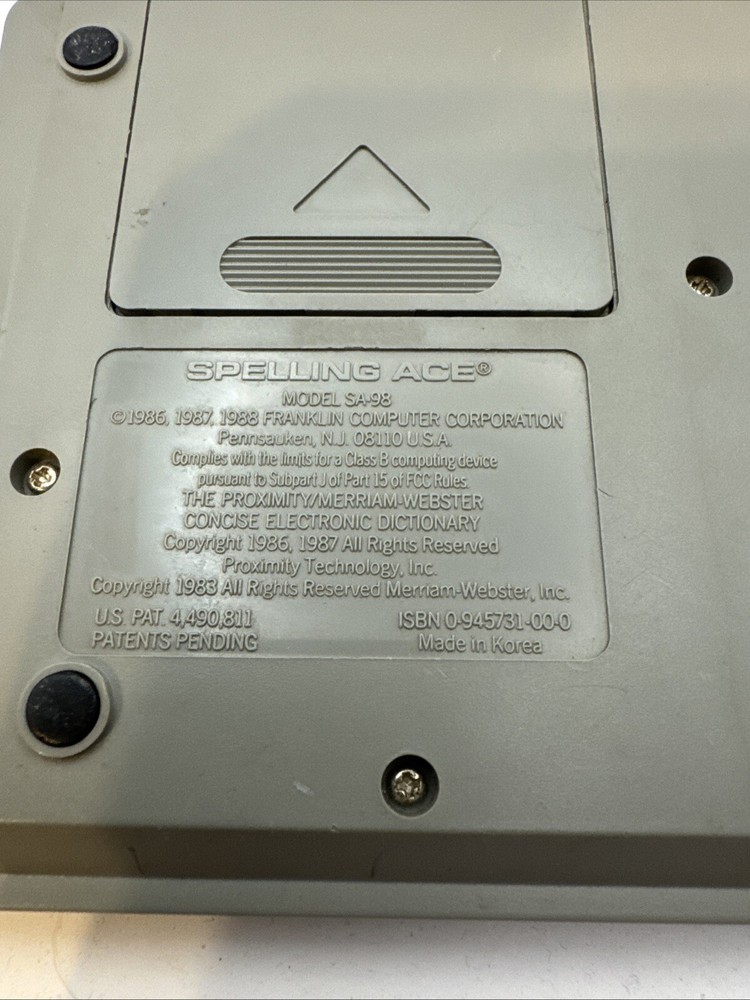 SPELLING ACE®
MODEL SA-98
©1986, 1987, 1988 FRANKLIN COMPUTER CORPORATION
Pennsauken, N.J. 08110 U.S.A.
Complies with the limits for a Class B computing device
pursuant to Subpart J of Part 15 of FCC Rules.
THE PROXIMITY/MERRIAM-WEBSTER
CONCISE ELECTRONIC DICTIONARY
Copyright 1986, 1987 All Rights Reserved
Proximity Technology, Inc.
Copyright 1983 All Rights Reserved Merriam-Webster, Inc.
U.S. PAT. 4,490,811 ISBN 0-945731-00-0
PATENTS PENDING Made in Korea